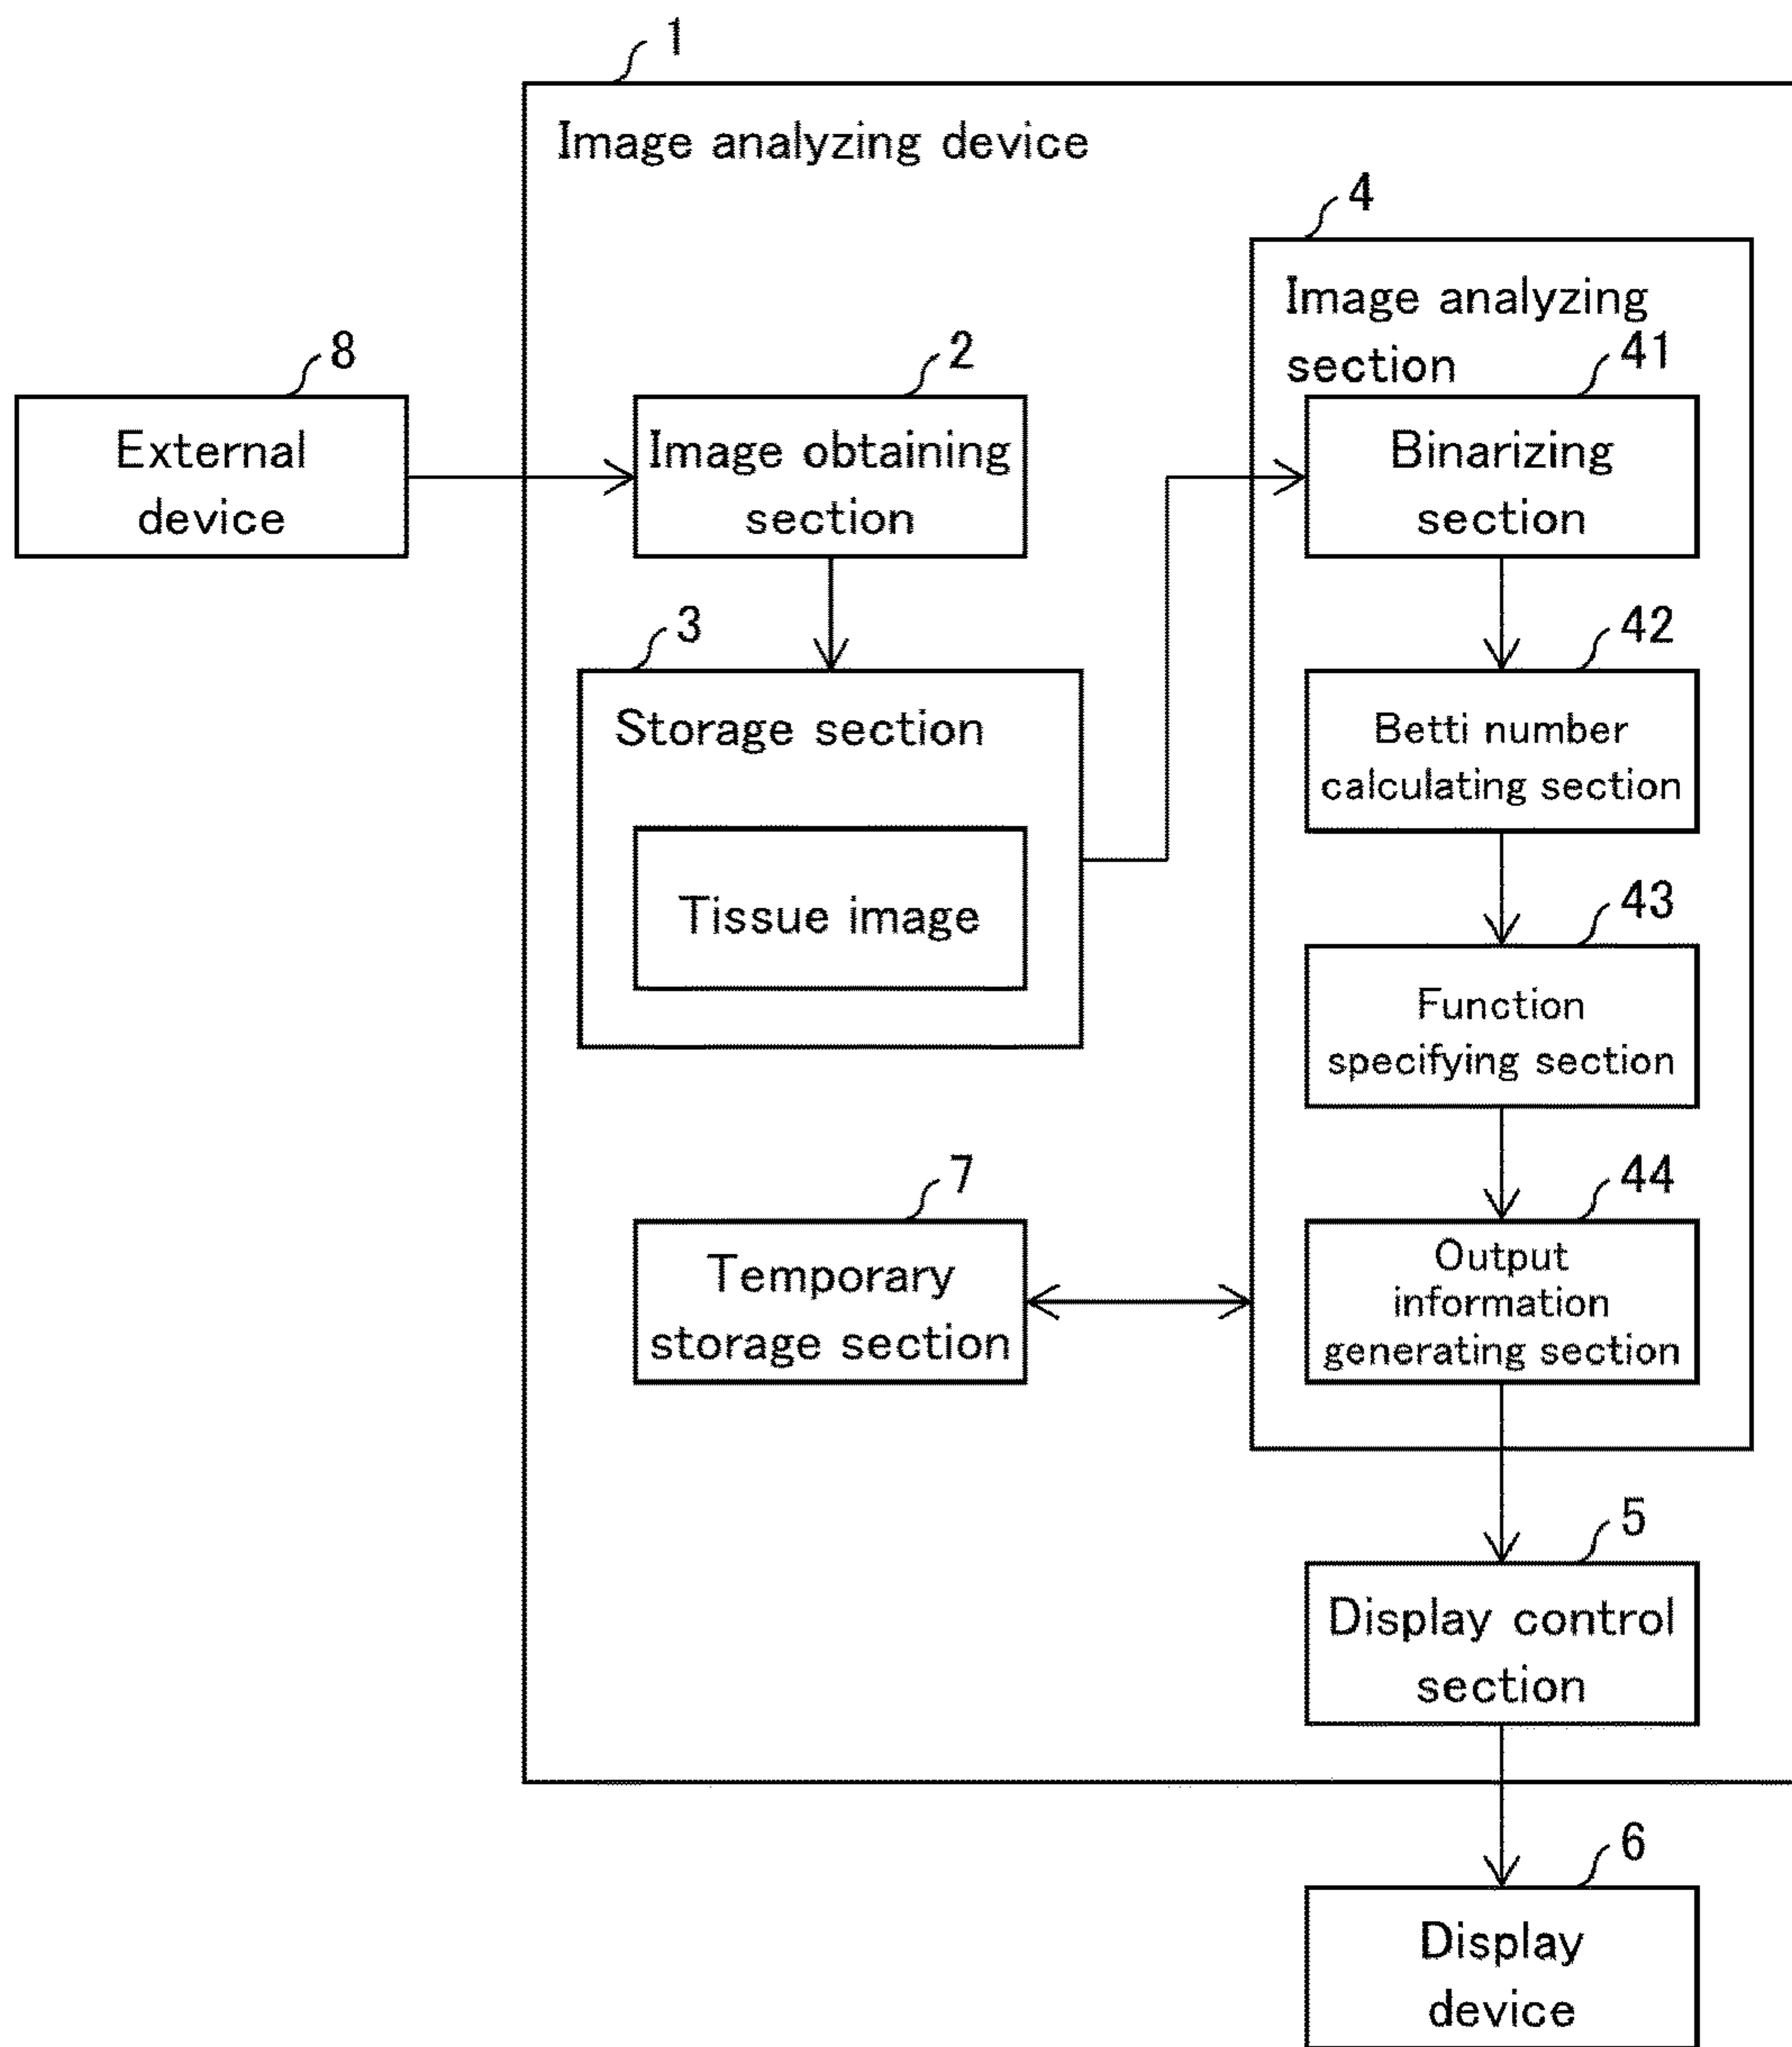 1
Image analyzing device
4
Image analyzing
section
8
External
device
2
Image obtaining
section
41
Binarizing
section
3
Storage section
Tissue image
42
Betti number
calculating section
43
Function
specifying section
7
Temporary
storage section
44
Output
information
generating section
5
Display control
section
6
Display
device